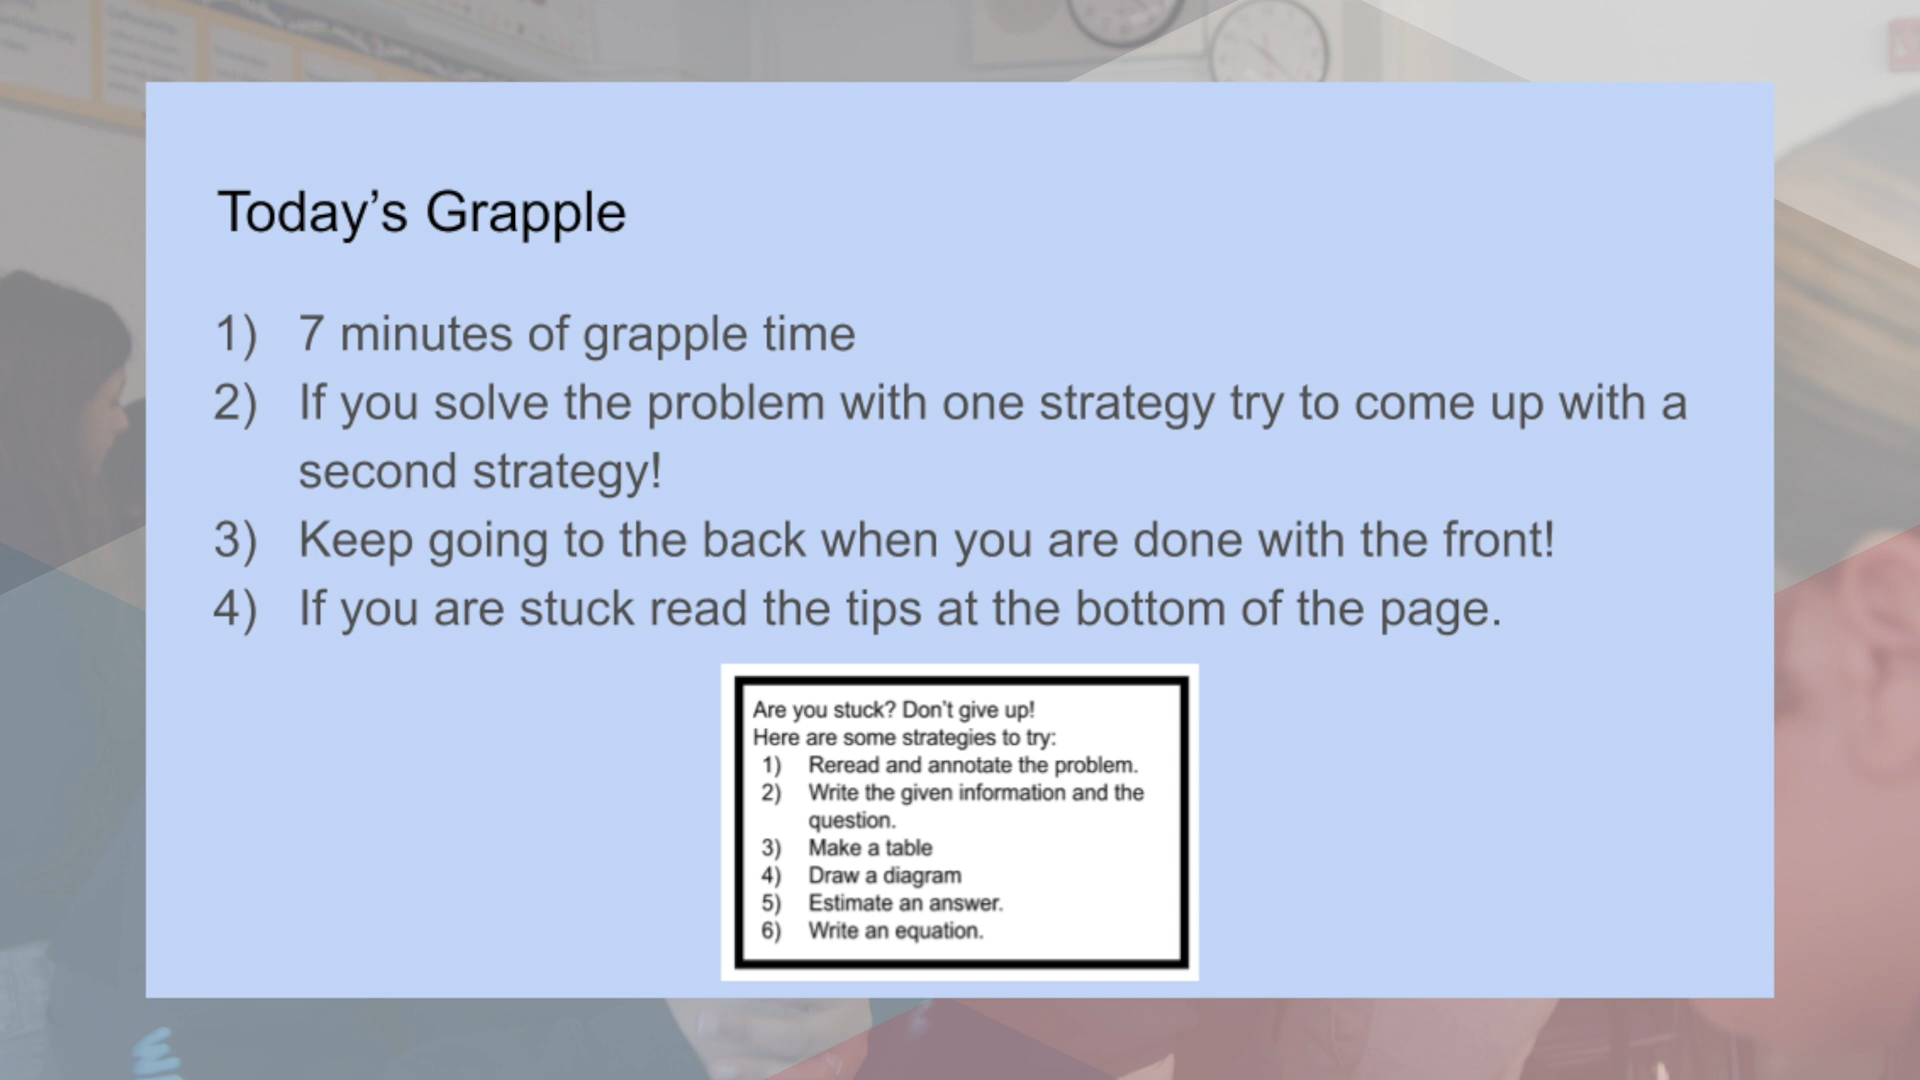 Today’s Grapple
1) 7 minutes of grapple time
2) If you solve the problem with one strategy try to come up with a
second strategy!
3) Keep going to the back when you are done with the front!
4) If you are stuck read the tips at the bottom of the page.
Are you stuck? Don’t give up!
Here are some strategies to try:
1) Reread and annotate the problem.
2) Write the given information and the
question.
3) Make a table
4) Draw a diagram
5) Estimate an answer.
6) Write an equation.